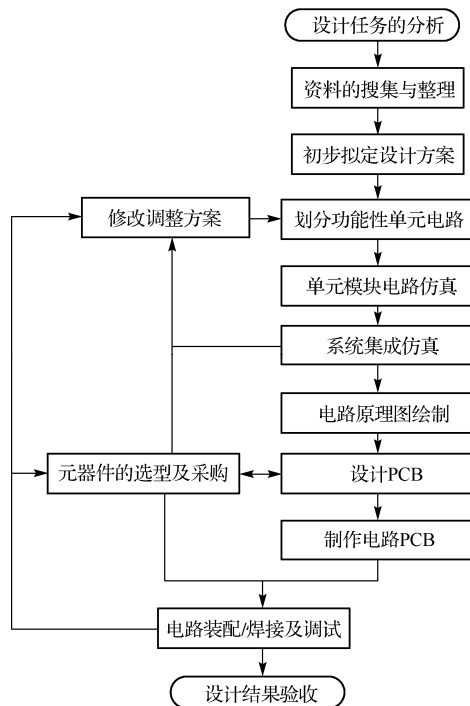 设计任务的分析
资料的搜集与整理
初步拟定设计方案
修改调整方案
划分功能性单元电路
单元模块电路仿真
系统集成仿真
电路原理图绘制
元器件的选型及采购
设计PCB
制作电路PCB
电路装配/焊接及调试
设计结果验收